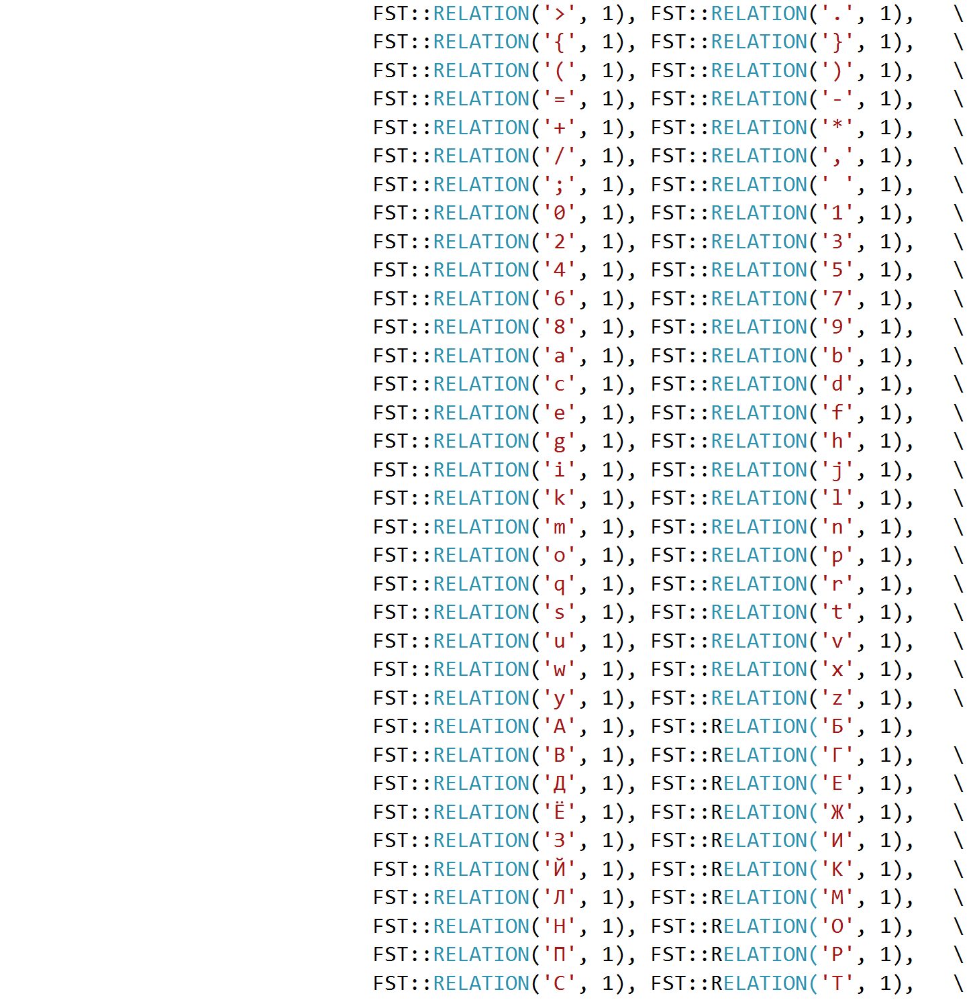 FST::RELATION('>', 1), FST::RELATION('.', 1), \
FST::RELATION('{', 1), FST::RELATION('}', 1), \
FST::RELATION('(', 1), FST::RELATION(')', 1), \
FST::RELATION('=', 1), FST::RELATION('-', 1), \
FST::RELATION('+', 1), FST::RELATION('*', 1), \
FST::RELATION('/', 1), FST::RELATION(',', 1), \
FST::RELATION(';', 1), FST::RELATION(' ', 1), \
FST::RELATION('0', 1), FST::RELATION('1', 1), \
FST::RELATION('2', 1), FST::RELATION('3', 1), \
FST::RELATION('4', 1), FST::RELATION('5', 1), \
FST::RELATION('6', 1), FST::RELATION('7', 1), \
FST::RELATION('8', 1), FST::RELATION('9', 1), \
FST::RELATION('a', 1), FST::RELATION('b', 1), \
FST::RELATION('c', 1), FST::RELATION('d', 1), \
FST::RELATION('e', 1), FST::RELATION('f', 1), \
FST::RELATION('g', 1), FST::RELATION('h', 1), \
FST::RELATION('i', 1), FST::RELATION('j', 1), \
FST::RELATION('k', 1), FST::RELATION('l', 1), \
FST::RELATION('m', 1), FST::RELATION('n', 1), \
FST::RELATION('o', 1), FST::RELATION('p', 1), \
FST::RELATION('q', 1), FST::RELATION('r', 1), \
FST::RELATION('s', 1), FST::RELATION('t', 1), \
FST::RELATION('u', 1), FST::RELATION('v', 1), \
FST::RELATION('w', 1), FST::RELATION('x', 1), \
FST::RELATION('y', 1), FST::RELATION('z', 1), \
FST::RELATION('А', 1), FST::RELATION('Б', 1),
FST::RELATION('В', 1), FST::RELATION('Г', 1), \
FST::RELATION('Д', 1), FST::RELATION('Е', 1), \
FST::RELATION('Ё', 1), FST::RELATION('Ж', 1), \
FST::RELATION('З', 1), FST::RELATION('И', 1), \
FST::RELATION('Й', 1), FST::RELATION('К', 1), \
FST::RELATION('Л', 1), FST::RELATION('М', 1), \
FST::RELATION('Н', 1), FST::RELATION('О', 1), \
FST::RELATION('П', 1), FST::RELATION('Р', 1), \
FST::RELATION('С', 1), FST::RELATION('Т', 1), \